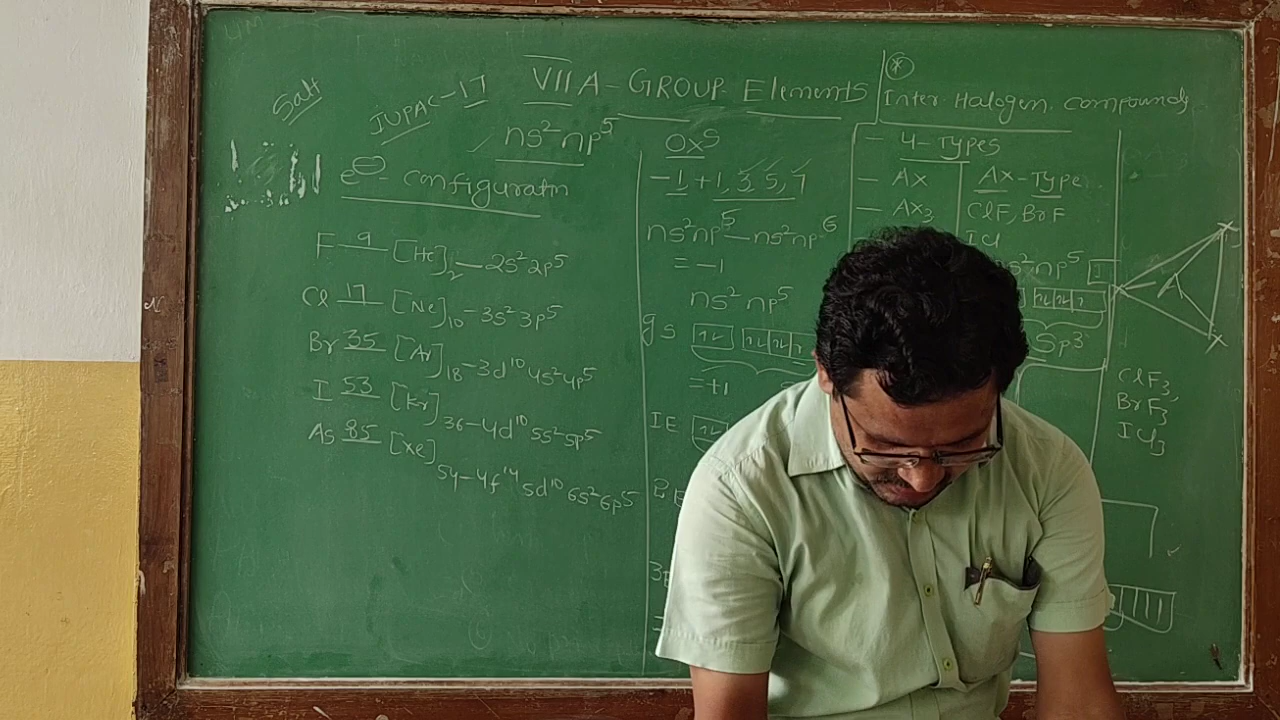 Salt
IUPAC-17
VII A- GROUP Elements
ns²np⁵
e⊖- configuratn
F 9 [He]₂-2s²2p⁵
Cl 17 [Ne]₁₀-3s²3p⁵
Br 35 [Ar]₁₈-3d¹⁰4s²4p⁵
I 53 [Kr]₃₆-4d¹⁰5s²5p⁵
As 85 [Xe]₅₄-4f¹⁴5d¹⁰6s²6p⁵
OxS
-1+1,3,5,7
ns²np⁵-ns²np⁶
=-1
ns²np⁵
gs
=+1
IE
*
Inter Halogen compounds
- 4-Types
- Ax
- Ax₃
Ax-Type
ClF, BrF
ICl
ns²np⁵
Sp³
ClF₃,
BrF₃
ICl₃